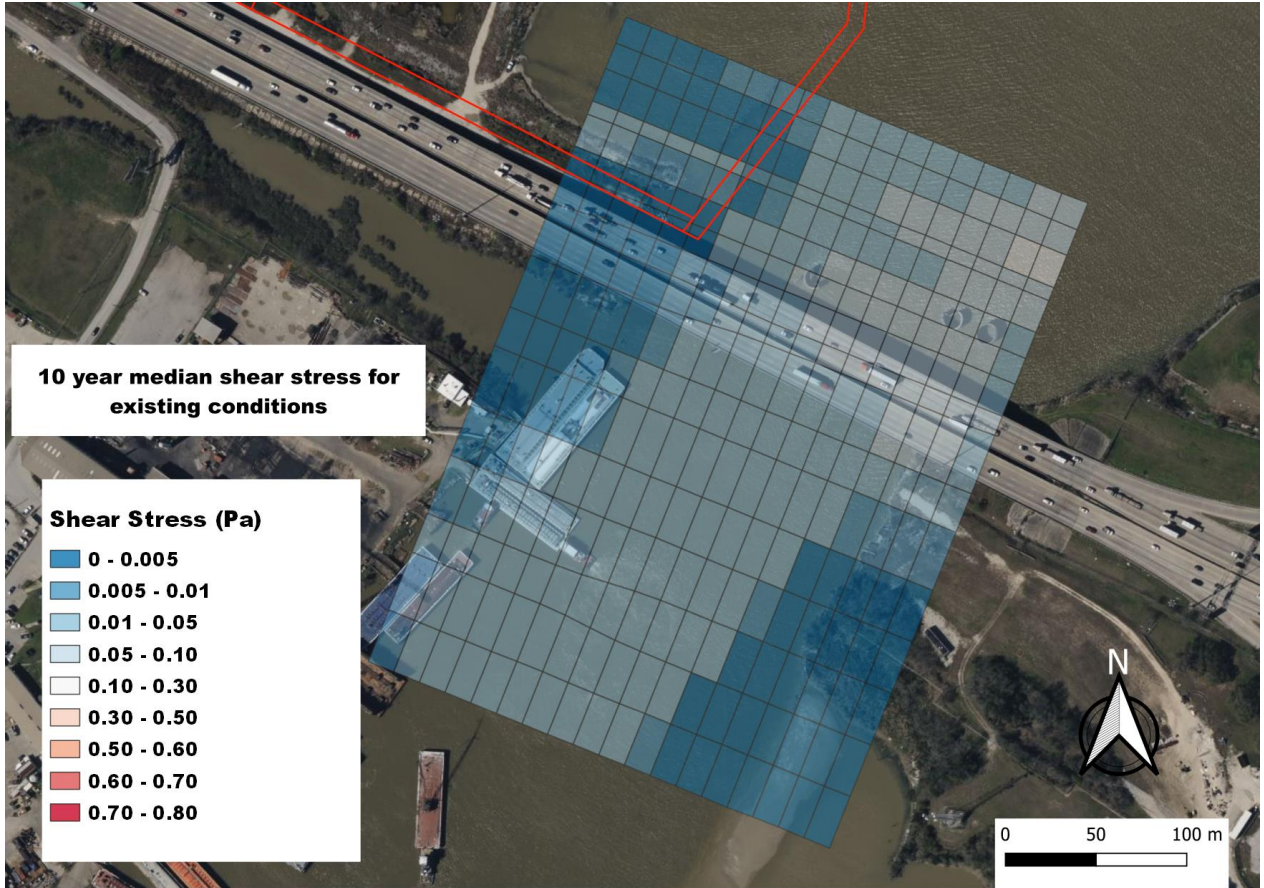 10 year median shear stress for
existing conditions
Shear Stress (Pa)
0 - 0.005
0.005 - 0.01
0.01 - 0.05
0.05 - 0.10
0.10 - 0.30
0.30 - 0.50
0.50 - 0.60
0.60 - 0.70
0.70 - 0.80
N
0 50 100 m